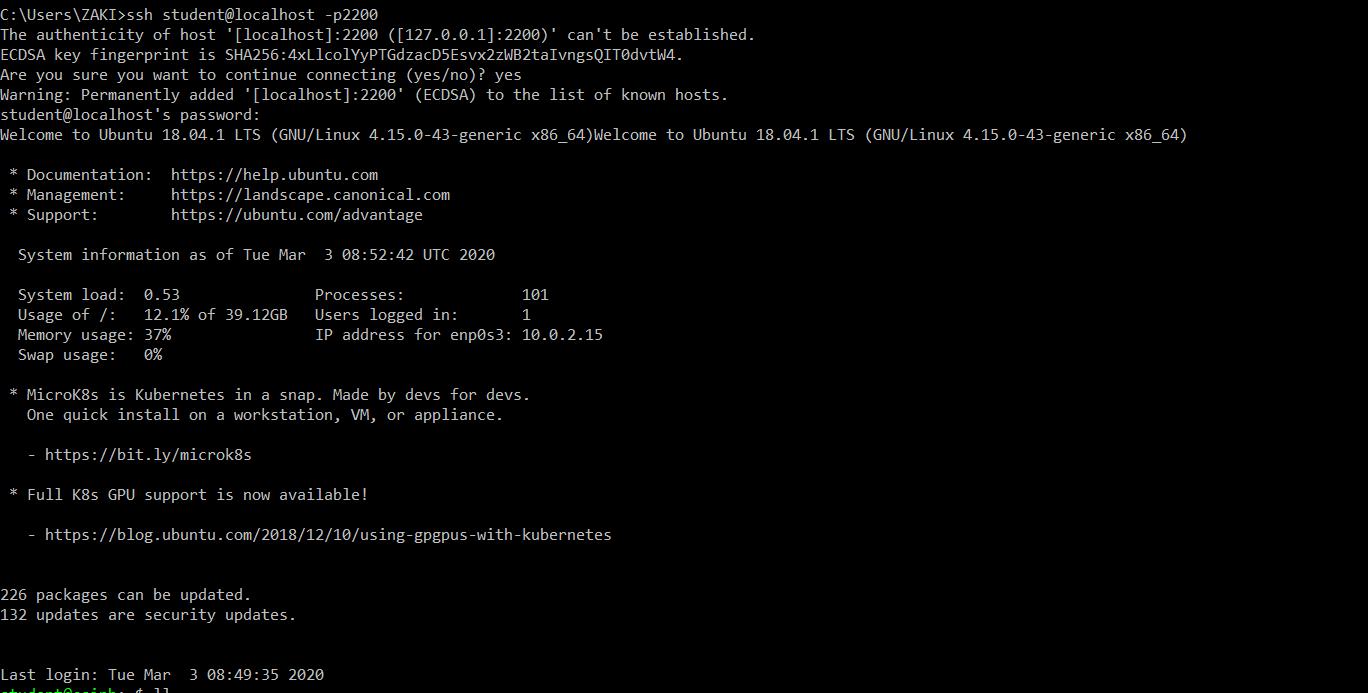 C:\Users\ZAKI>ssh student@localhost -p2200
The authenticity of host '[localhost]:2200 ([127.0.0.1]:2200)' can't be established.
ECDSA key fingerprint is SHA256:4xLlcolYyPTGdzacD5Esvx2zWB2taIvngsQIT0dvtW4.
Are you sure you want to continue connecting (yes/no)? yes
Warning: Permanently added '[localhost]:2200' (ECDSA) to the list of known hosts.
student@localhost's password:
Welcome to Ubuntu 18.04.1 LTS (GNU/Linux 4.15.0-43-generic x86_64)Welcome to Ubuntu 18.04.1 LTS (GNU/Linux 4.15.0-43-generic x86_64)
* Documentation:  https://help.ubuntu.com
* Management:     https://landscape.canonical.com
* Support:        https://ubuntu.com/advantage
System information as of Tue Mar  3 08:52:42 UTC 2020
System load:  0.53               Processes:             101
Usage of /:   12.1% of 39.12GB   Users logged in:       1
Memory usage: 37%                IP address for enp0s3: 10.0.2.15
Swap usage:   0%
* MicroK8s is Kubernetes in a snap. Made by devs for devs.
One quick install on a workstation, VM, or appliance.
- https://bit.ly/microk8s
* Full K8s GPU support is now available!
- https://blog.ubuntu.com/2018/12/10/using-gpgpus-with-kubernetes
226 packages can be updated.
132 updates are security updates.
Last login: Tue Mar  3 08:49:35 2020